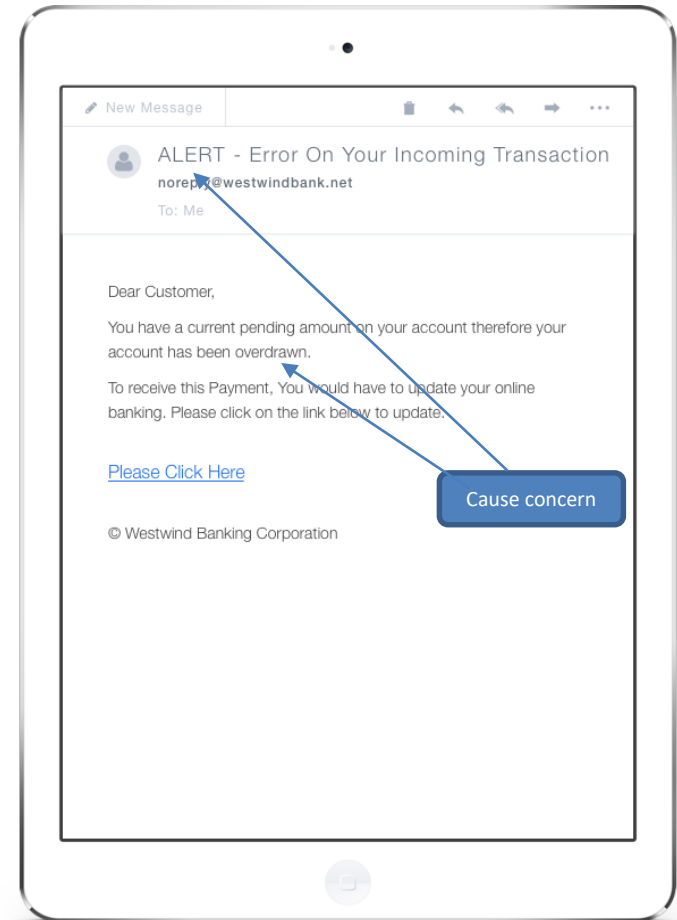 New Message
ALERT - Error On Your Incoming Transaction
noreply@westwindbank.net
To: Me
Dear Customer,
You have a current pending amount on your account therefore your
account has been overdrawn.
To receive this Payment, You would have to update your online
banking. Please click on the link below to update.
Please Click Here
Cause concern
© Westwind Banking Corporation